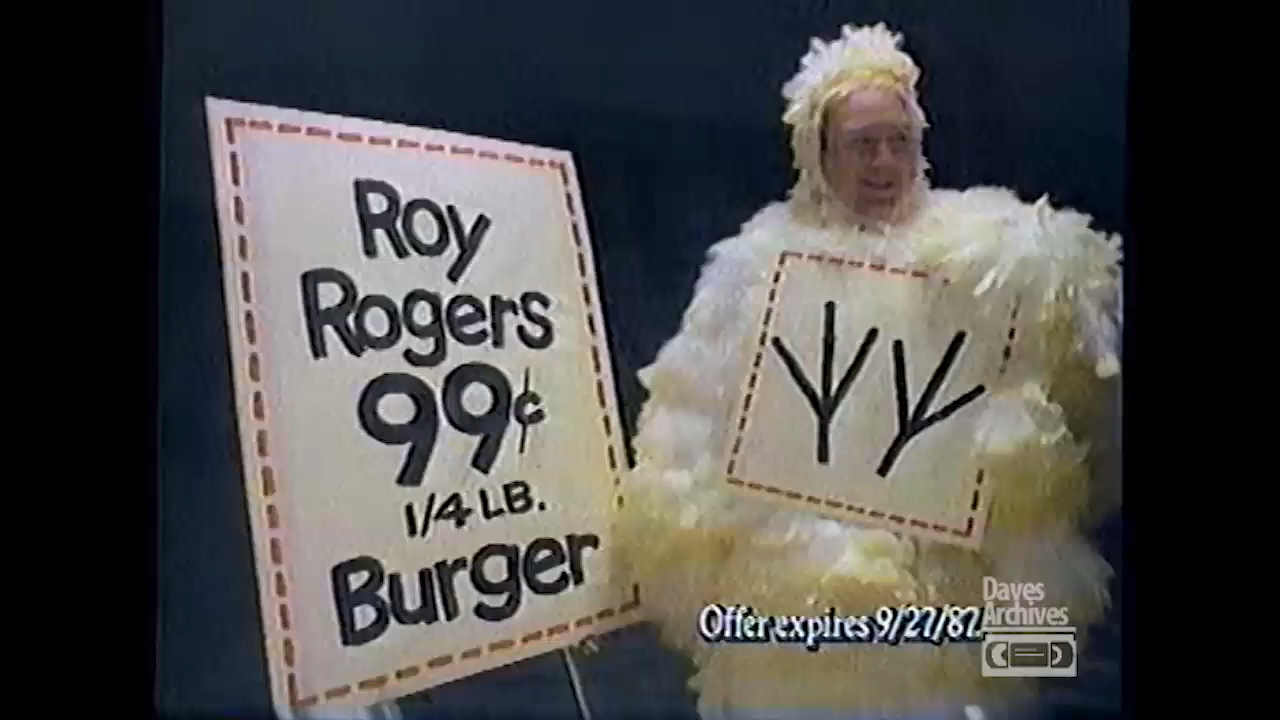 Roy
Rogers
99¢
1/4 LB.
Burger
Offer expires 9/27/87
Daves
Archives